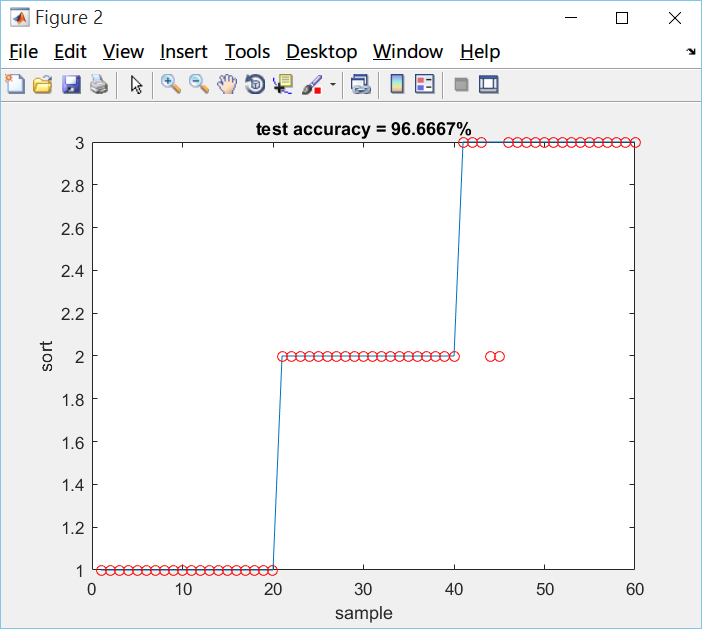 Figure 2
File Edit View Insert Tools Desktop Window Help
test accuracy = 96.6667%
3
2.8
2.6
2.4
2.2
2
1.8
1.6
1.4
1.2
1
sort
0 10 20 30 40 50 60
sample